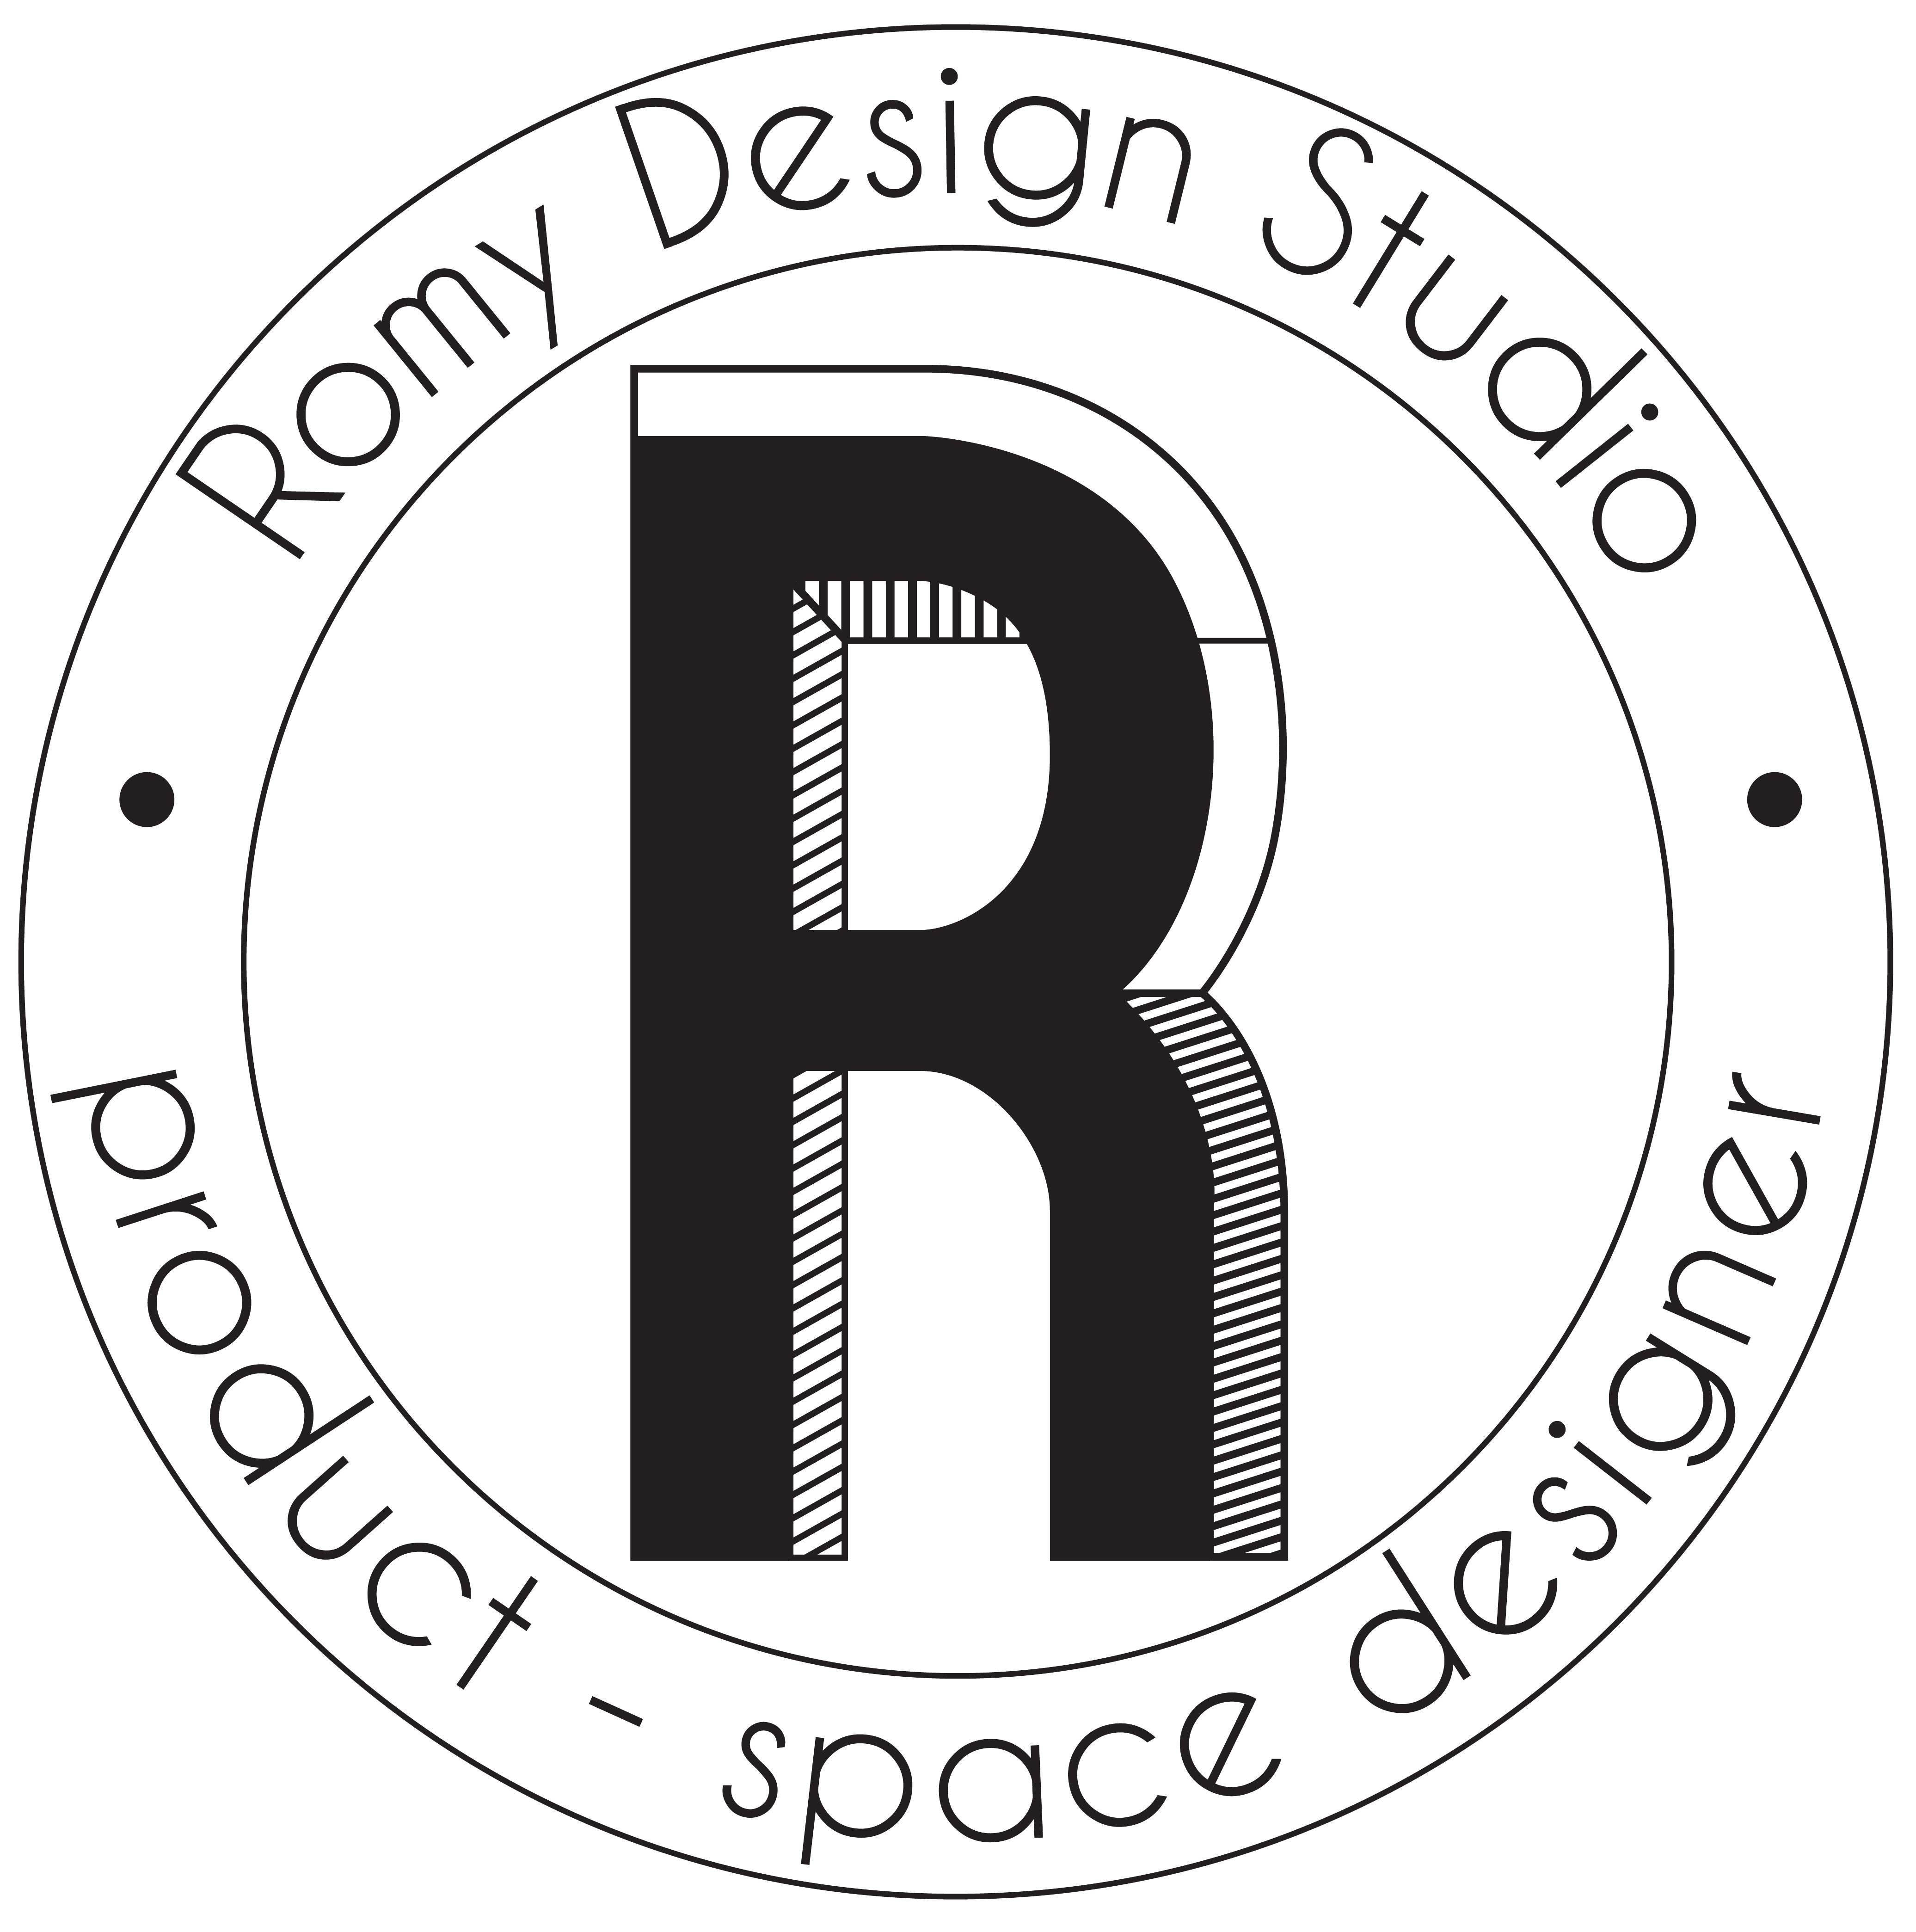 Romy Design Studio
R
product - space designer